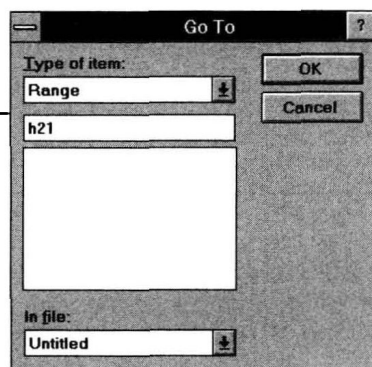 Go To
?
Type of item:
Range
h21
In file:
Untitled
OK
Cancel